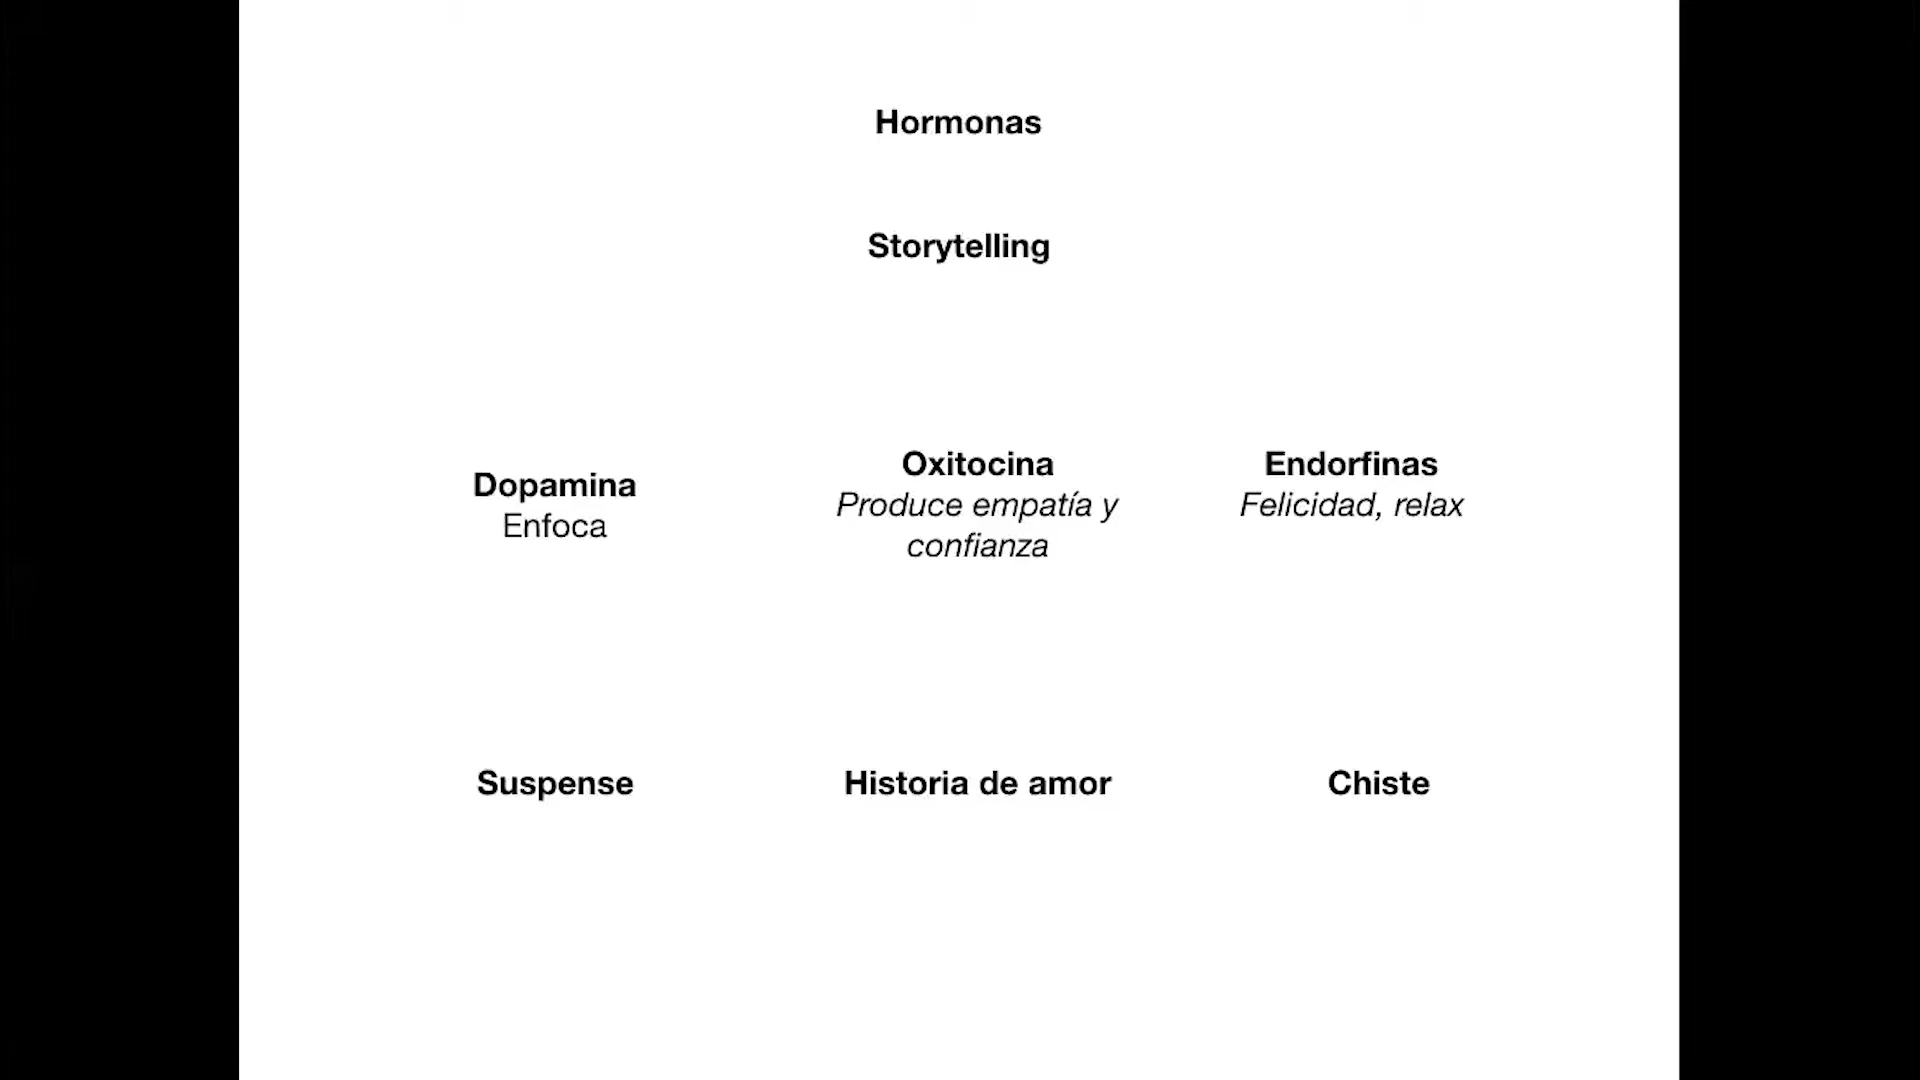 Hormonas
Storytelling
Dopamina
Enfoca
Oxitocina
Produce empatía y
confianza
Endorfinas
Felicidad, relax
Suspense
Historia de amor
Chiste